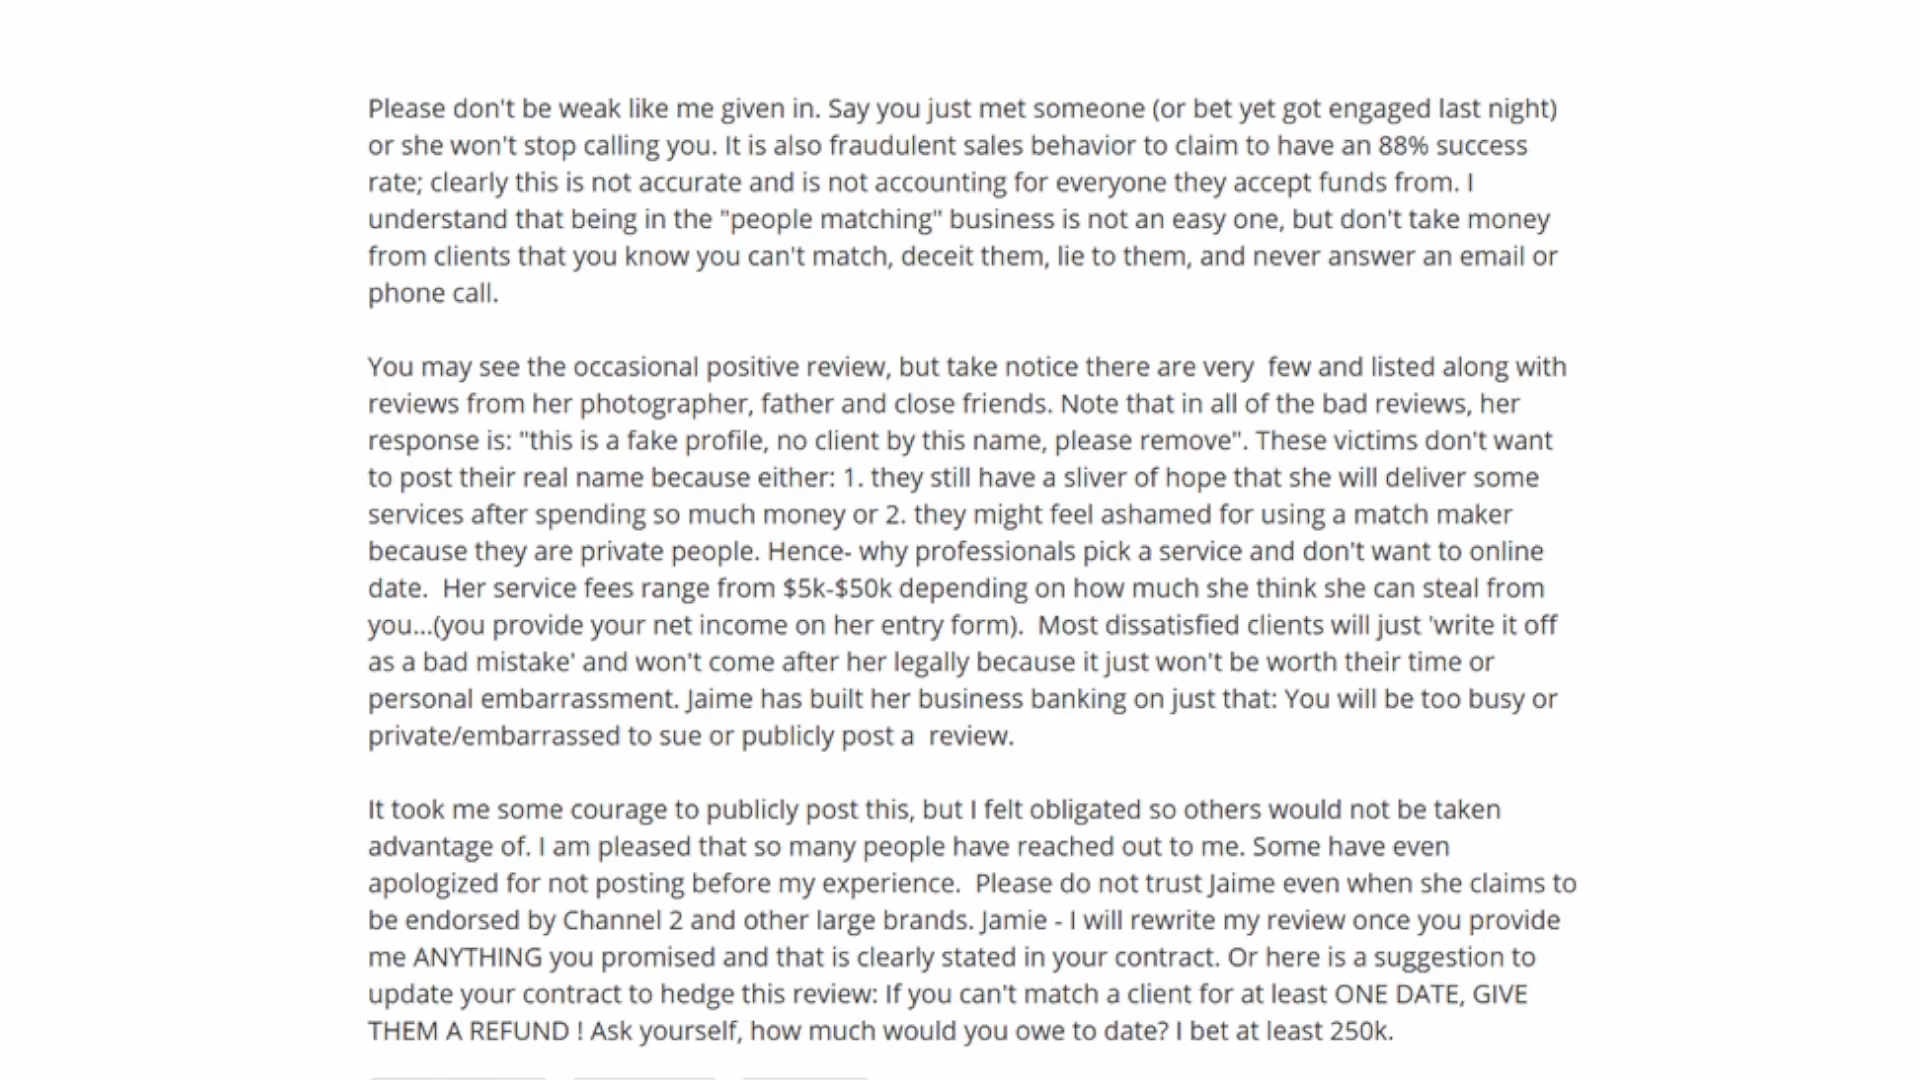 Please don't be weak like me given in. Say you just met someone (or bet yet got engaged last night)
or she won't stop calling you. It is also fraudulent sales behavior to claim to have an 88% success
rate; clearly this is not accurate and is not accounting for everyone they accept funds from. I
understand that being in the "people matching" business is not an easy one, but don't take money
from clients that you know you can't match, deceit them, lie to them, and never answer an email or
phone call.
You may see the occasional positive review, but take notice there are very  few and listed along with
reviews from her photographer, father and close friends. Note that in all of the bad reviews, her
response is: "this is a fake profile, no client by this name, please remove". These victims don't want
to post their real name because either: 1. they still have a sliver of hope that she will deliver some
services after spending so much money or 2. they might feel ashamed for using a match maker
because they are private people. Hence- why professionals pick a service and don't want to online
date.  Her service fees range from $5k-$50k depending on how much she think she can steal from
you...(you provide your net income on her entry form).  Most dissatisfied clients will just 'write it off
as a bad mistake' and won't come after her legally because it just won't be worth their time or
personal embarrassment. Jaime has built her business banking on just that: You will be too busy or
private/embarrassed to sue or publicly post a  review.
It took me some courage to publicly post this, but I felt obligated so others would not be taken
advantage of. I am pleased that so many people have reached out to me. Some have even
apologized for not posting before my experience.  Please do not trust Jaime even when she claims to
be endorsed by Channel 2 and other large brands. Jamie - I will rewrite my review once you provide
me ANYTHING you promised and that is clearly stated in your contract. Or here is a suggestion to
update your contract to hedge this review: If you can't match a client for at least ONE DATE, GIVE
THEM A REFUND ! Ask yourself, how much would you owe to date? I bet at least 250k.